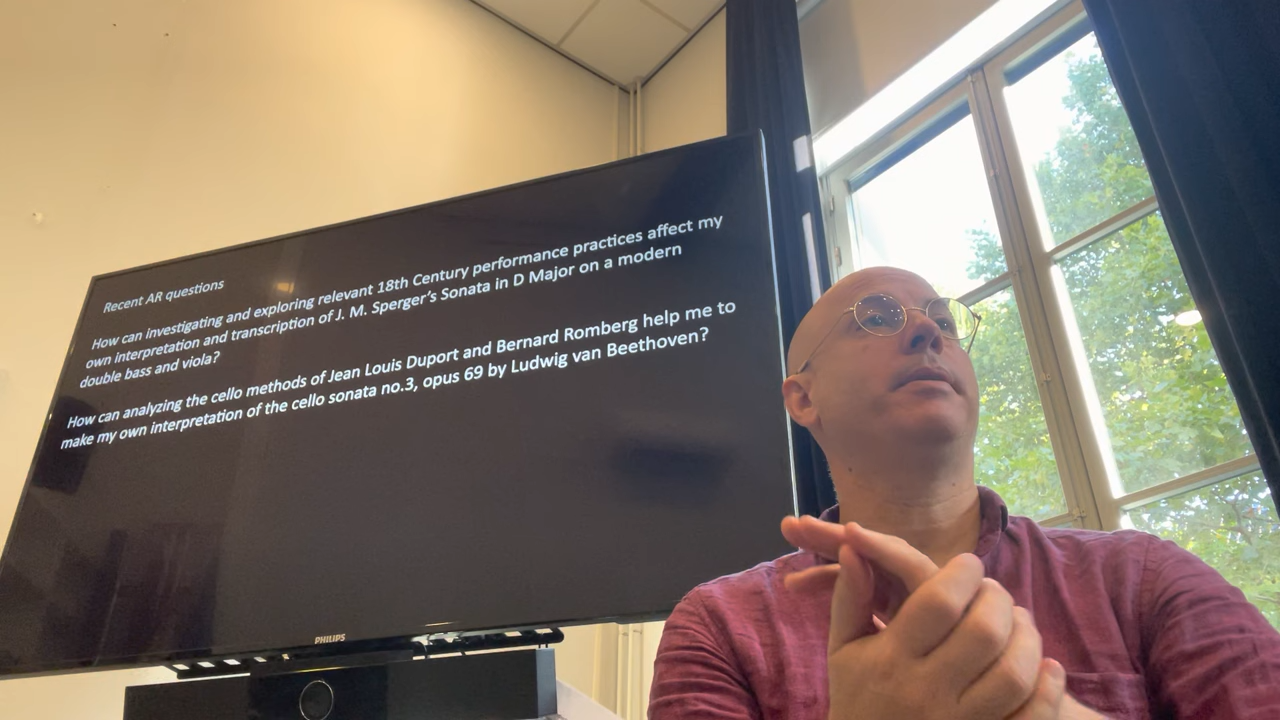 Recent AR questions
How can investigating and exploring relevant 18th Century performance practices affect my
own interpretation and transcription of J. M. Sperger's Sonata in D Major on a modern
double bass and viola?
How can analyzing the cello methods of Jean Louis Duport and Bernard Romberg help me to
make my own interpretation of the cello sonata no.3, opus 69 by Ludwig van Beethoven?
PHILIPS